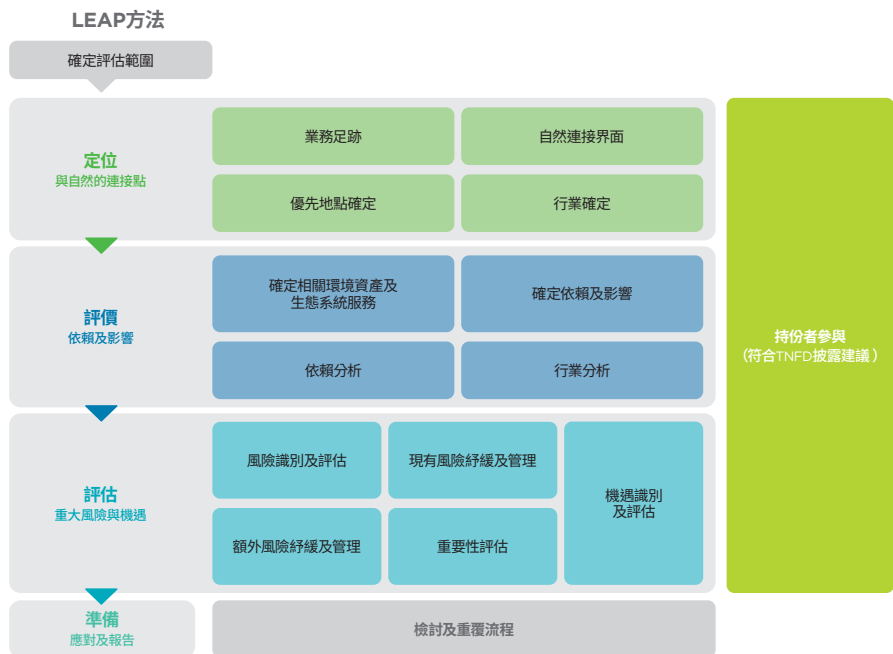 LEAP方法
確定評估範圍
定位
與自然的連接點
業務足跡
自然連接界面
優先地點確定
行業確定
評價
依賴及影響
確定相關環境資產及
生態系統服務
確定依賴及影響
依賴分析
行業分析
評估
重大風險與機遇
風險識別及評估
現有風險紓緩及管理
機遇識別
及評估
額外風險紓緩及管理
重要性評估
準備
應對及報告
檢討及重覆流程
持份者參與
（符合TNFD披露建議）